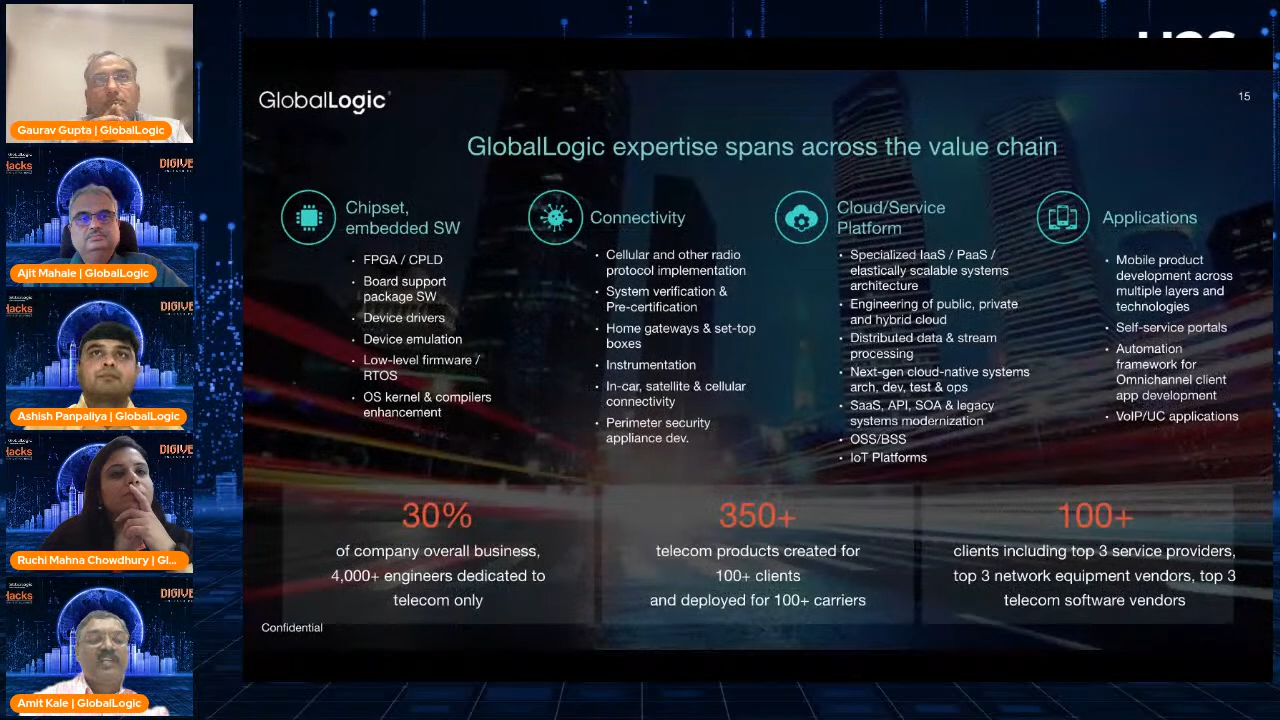 Gaurav Gupta | GlobalLogic
GlobalLogic
Hacks
DIGIVE
Ajit Mahale | GlobalLogic
Hacks
DIGIVE
Ashish Panpaliya | GlobalLogic
Hacks
DIGIVE
Ruchi Mahna Chowdhury | Gl...
Hacks
DIGIVE
Amit Kale | GlobalLogic
GlobalLogic
15
GlobalLogic expertise spans across the value chain
Chipset,
embedded SW
• FPGA / CPLD
• Board support
package SW
• Device drivers
• Device emulation
• Low-level firmware /
RTOS
• OS kernel & compilers
enhancement
Connectivity
• Cellular and other radio
protocol implementation
• System verification &
Pre-certification
• Home gateways & set-top
boxes
• Instrumentation
• In-car, satellite & cellular
connectivity
• Perimeter security
appliance dev.
Cloud/Service
Platform
• Specialized IaaS / PaaS /
elastically scalable systems
architecture
• Engineering of public, private
and hybrid cloud
• Distributed data & stream
processing
• Next-gen cloud-native systems
arch, dev, test & ops
• SaaS, API, SOA & legacy
systems modernization
• OSS/BSS
• IoT Platforms
Applications
• Mobile product
development across
multiple layers and
technologies
• Self-service portals
• Automation
framework for
Omnichannel client
app development
• VoIP/UC applications
30%
of company overall business,
4,000+ engineers dedicated to
telecom only
350+
telecom products created for
100+ clients
and deployed for 100+ carriers
100+
clients including top 3 service providers,
top 3 network equipment vendors, top 3
telecom software vendors
Confidential